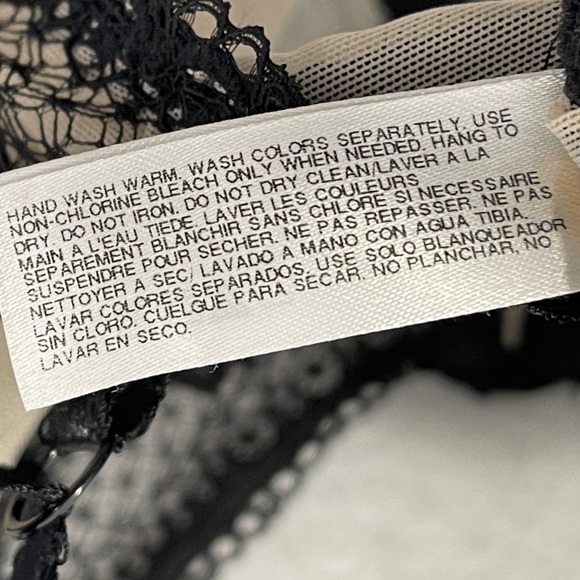 HAND WASH WARM. WASH COLORS SEPARATELY. USE
NON-CHLORINE BLEACH ONLY WHEN NEEDED. HANG TO
DRY. DO NOT IRON. DO NOT DRY CLEAN/LAVER A LA
MAIN A L'EAU TIEDE. LAVER LES COULEURS
SEPAREMENT BLANCHIR SANS CHLORE SI NECESSAIRE
SUSPENDRE POUR SECHER. NE PAS REPASSER. NE PAS
NETTOYER A SEC/ LAVADO A MANO CON AGUA TIBIA.
LAVAR COLORES SEPARADOS. USE SOLO BLANQUEADOR
SIN CLORO. CUELGUE PARA SECAR. NO PLANCHAR, NO
LAVAR EN SECO.